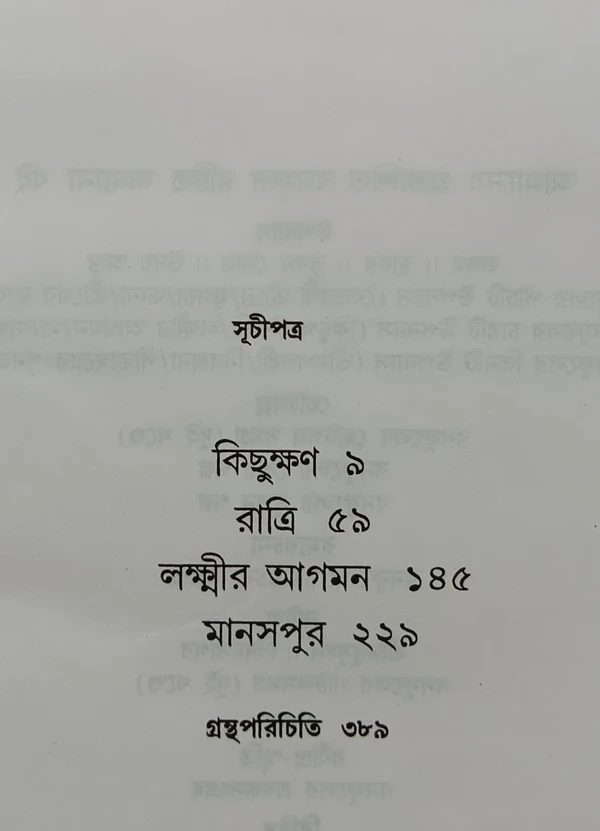 সূচীপত্র
কিছুক্ষণ ৯
রাত্রি ৫৯
লক্ষ্মীর আগমন ১৪৫
মানসপুর ২২৯
গ্রন্থপরিচিতি ৩৮৯